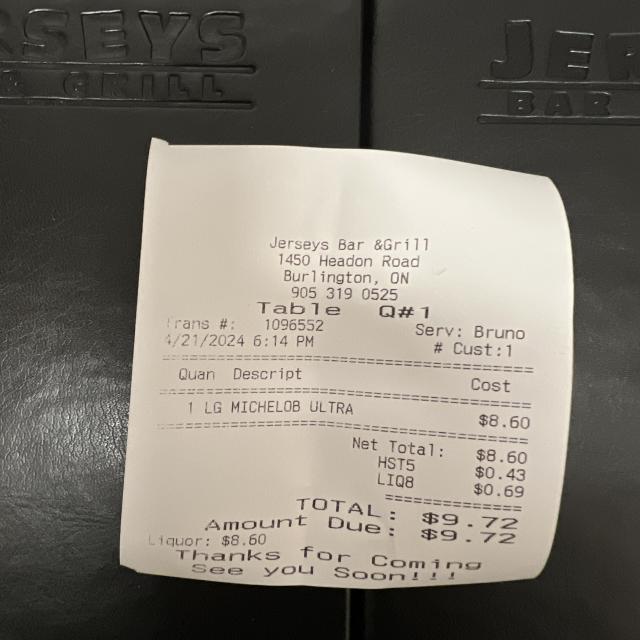 RSEYS
& GRILL
JER
BAR
Jerseys Bar &Grill
1450 Headon Road
Burlington, ON
905 319 0525
Table Q#1
Trans #: 1096552 Serv: Bruno
4/21/2024 6:14 PM # Cust:1
Quan Descript Cost
1 LG MICHELOB ULTRA $8.60
Net Total: $8.60
HST5 $0.43
LIQ8 $0.69
TOTAL: $9.72
Amount Due: $9.72
Liquor: $8.60
Thanks for Coming
See you Soon!!!